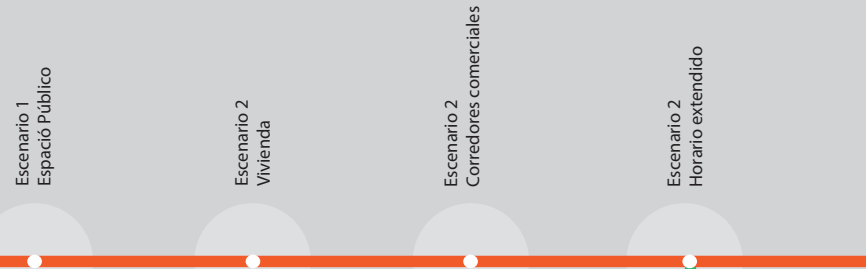 Escenario 1
Espació Público
Escenario 2
Vivienda
Escenario 2
Corredores comerciales
Escenario 2
Horario extendido